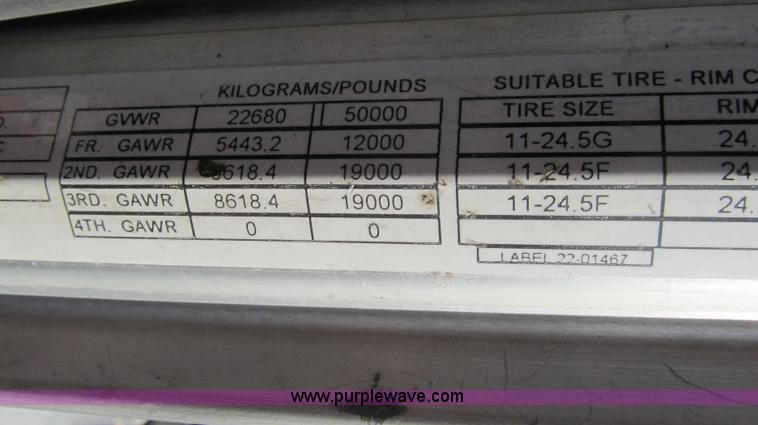 KILOGRAMS/POUNDS SUITABLE TIRE - RIM C
D. GVWR 22680 50000 TIRE SIZE RIM
C FR. GAWR 5443.2 12000 11-24.5G 24.
2ND. GAWR 8618.4 19000 11-24.5F 24.
3RD. GAWR 8618.4 19000 11-24.5F 24.
4TH. GAWR 0 0
LABEL 22-01467
www.purplewave.com